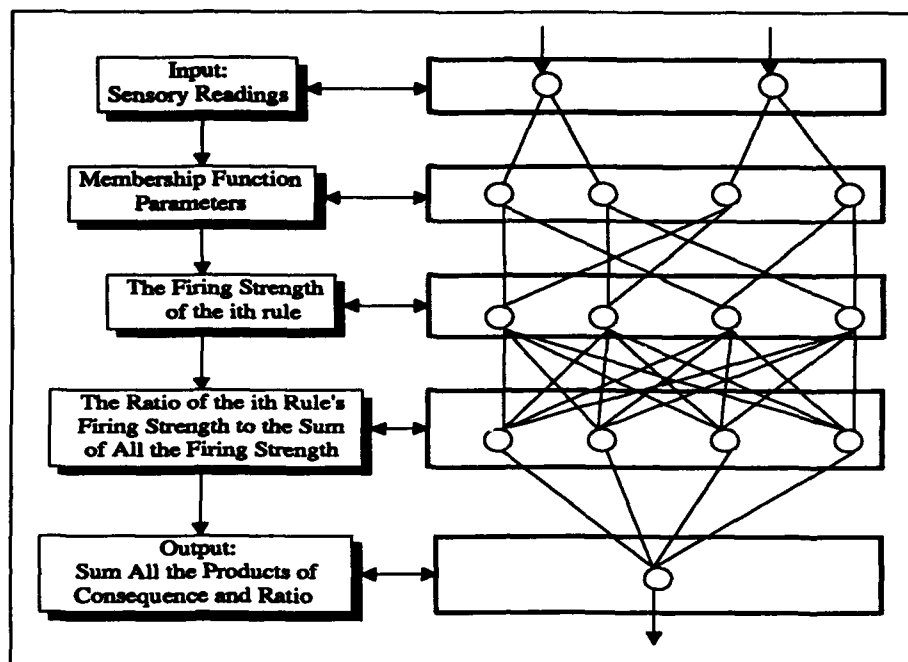 Input:
Sensory Readings
Membership Function
Parameters
The Firing Strength
of the ith rule
The Ratio of the ith Rule's
Firing Strength to the Sum
of All the Firing Strength
Output:
Sum All the Products of
Consequence and Ratio